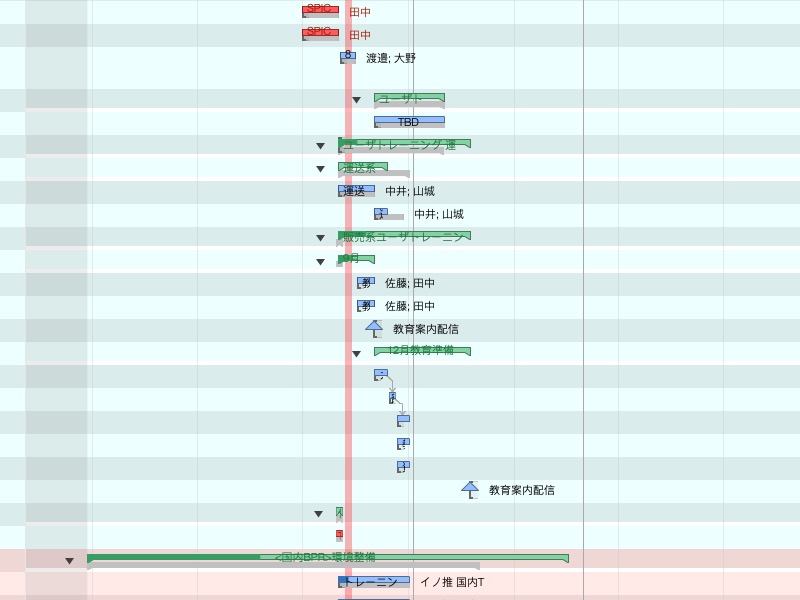 SPIC 田中
SPIC 田中
8 渡邉; 大野
ユーザト
TBD
ユーザトレーニング 運
運送系
運送 中井; 山城
中井; 山城
販売系ユーザトレーニン
9月
教 佐藤; 田中
教 佐藤; 田中
教育案内配信
12月教育準備
教育案内配信
<国内BPR>環境整備
トレーニン イノ推 国内T